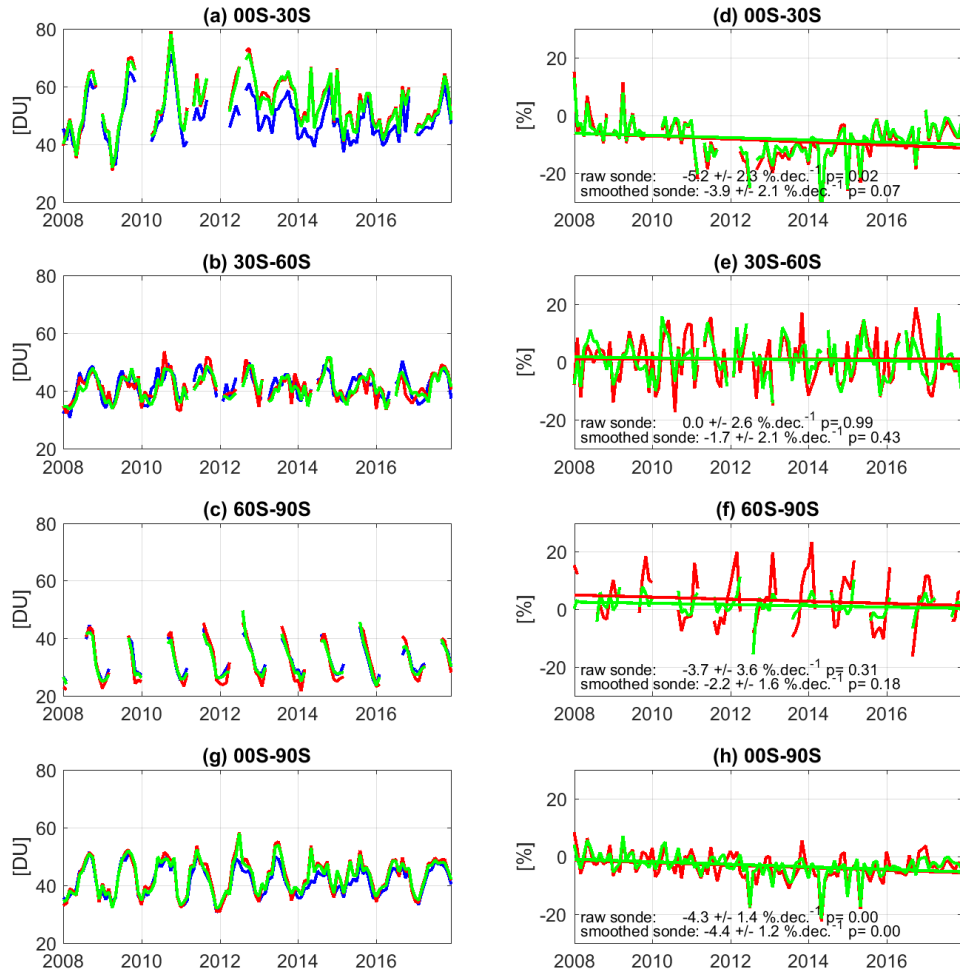 (a) 00S-30S
[DU]
80
60
40
20
2008 2010 2012 2014 2016
(d) 00S-30S
[%]
20
0
-20
raw sonde: -5.2 +/- 2.3 %.dec.-1 p= 0.02
smoothed sonde: -3.9 +/- 2.1 %.dec.-1 p= 0.07
2008 2010 2012 2014 2016
(b) 30S-60S
[DU]
80
60
40
20
2008 2010 2012 2014 2016
(e) 30S-60S
[%]
20
0
-20
raw sonde: 0.0 +/- 2.6 %.dec.-1 p= 0.99
smoothed sonde: -1.7 +/- 2.1 %.dec.-1 p= 0.43
2008 2010 2012 2014 2016
(c) 60S-90S
[DU]
80
60
40
20
2008 2010 2012 2014 2016
(f) 60S-90S
[%]
20
0
-20
raw sonde: -3.7 +/- 3.6 %.dec.-1 p= 0.31
smoothed sonde: -2.2 +/- 1.6 %.dec.-1 p= 0.18
2008 2010 2012 2014 2016
(g) 00S-90S
[DU]
80
60
40
20
2008 2010 2012 2014 2016
(h) 00S-90S
[%]
20
0
-20
raw sonde: -4.3 +/- 1.4 %.dec.-1 p= 0.00
smoothed sonde: -4.4 +/- 1.2 %.dec.-1 p= 0.00
2008 2010 2012 2014 2016